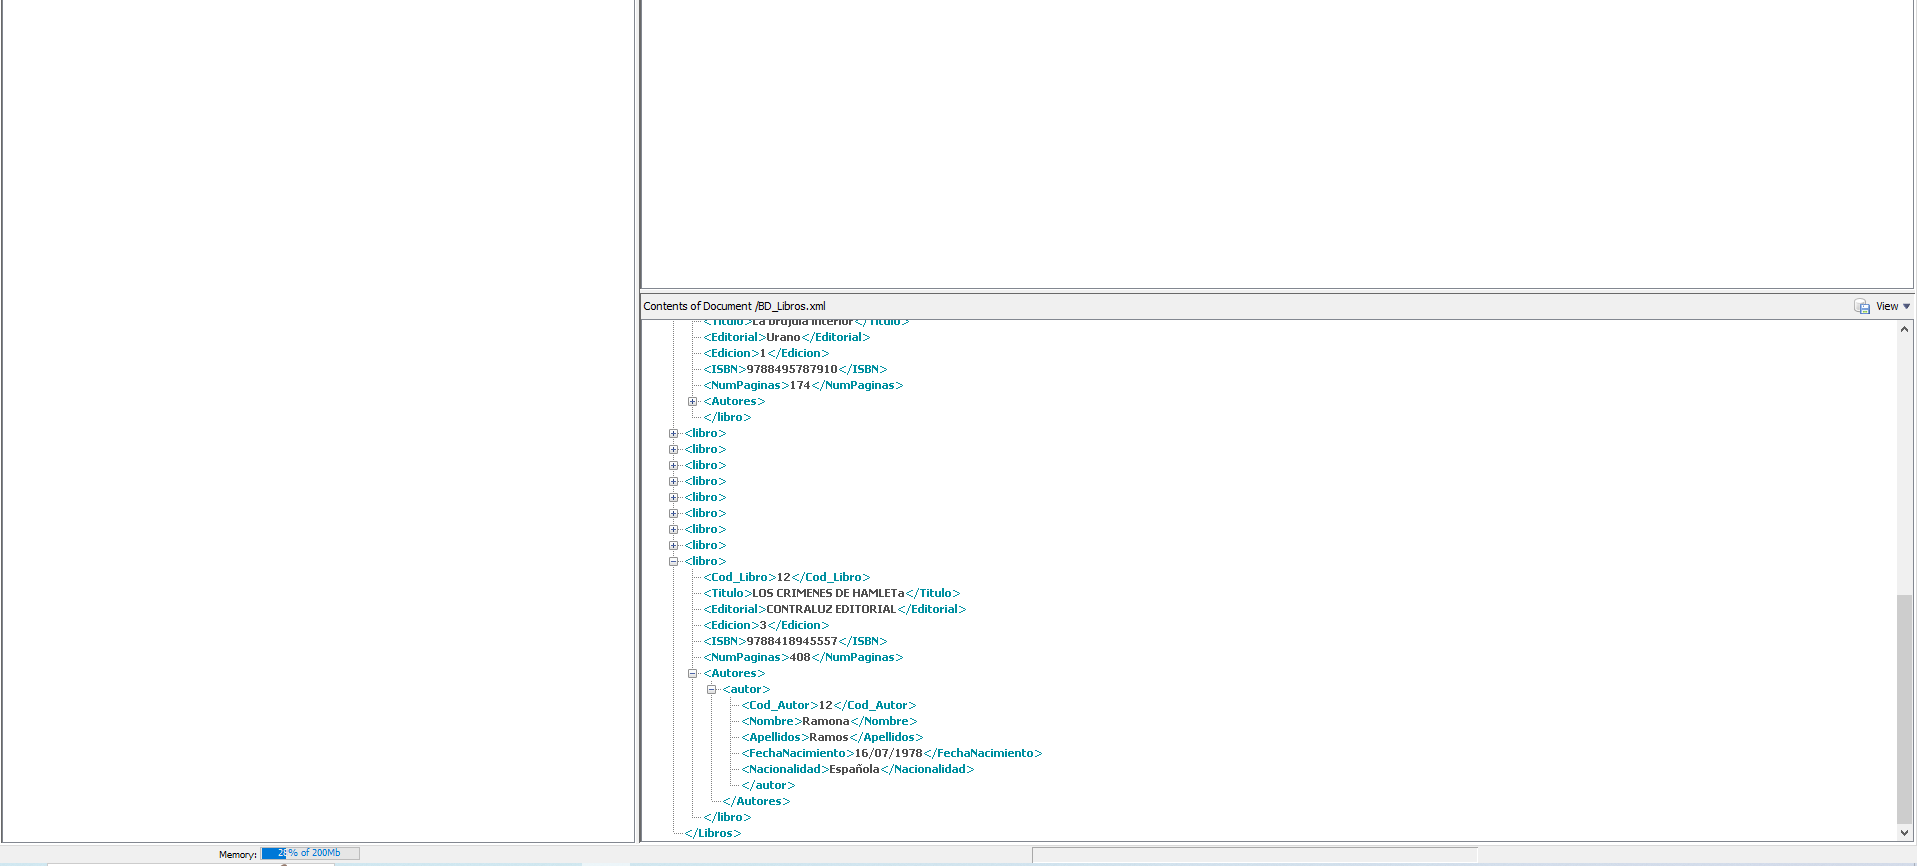 Contents of Document /BD_Libros.xml
View
<Titulo>La brujula interior</Titulo>
<Editorial>Urano</Editorial>
<Edicion>1</Edicion>
<ISBN>9788495787910</ISBN>
<NumPaginas>174</NumPaginas>
<Autores>
</libro>
<libro>
<libro>
<libro>
<libro>
<libro>
<libro>
<libro>
<libro>
<libro>
<Cod_Libro>12</Cod_Libro>
<Titulo>LOS CRIMENES DE HAMLETa</Titulo>
<Editorial>CONTRALUZ EDITORIAL</Editorial>
<Edicion>3</Edicion>
<ISBN>9788418945557</ISBN>
<NumPaginas>408</NumPaginas>
<Autores>
<autor>
<Cod_Autor>12</Cod_Autor>
<Nombre>Ramona</Nombre>
<Apellidos>Ramos</Apellidos>
<FechaNacimiento>16/07/1978</FechaNacimiento>
<Nacionalidad>Española</Nacionalidad>
</autor>
</Autores>
</libro>
</Libros>
Memory: % of 200Mb